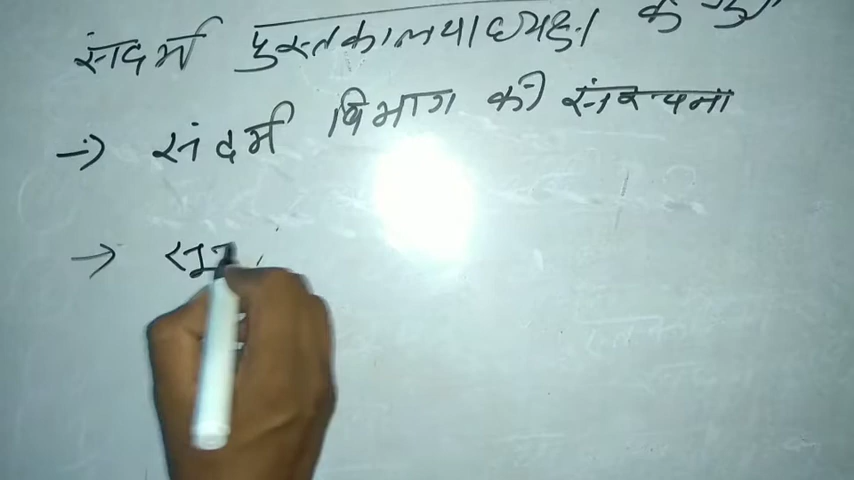 संदर्भ पुस्तकालयाध्यक्ष के
→ संदर्भ विभाग की संरचना
→